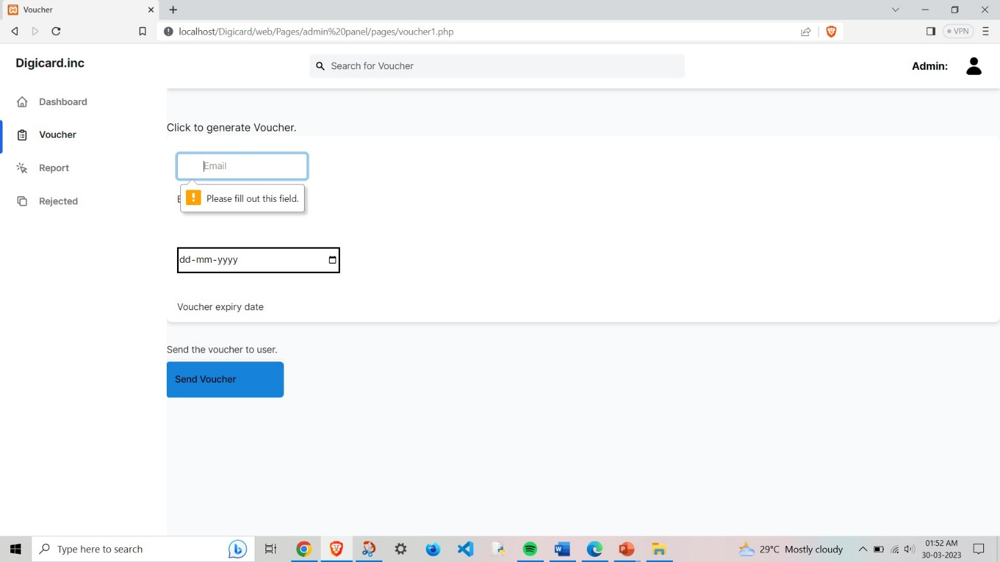 Voucher
localhost/Digicard/web/Pages/admin%20panel/pages/voucher1.php
VPN
Digicard.inc
Search for Voucher
Admin:
Dashboard
Voucher
Report
Rejected
Click to generate Voucher.
Email
Please fill out this field.
dd-mm-yyyy
Voucher expiry date
Send the voucher to user.
Send Voucher
Type here to search
29°C Mostly cloudy
01:52 AM
30-03-2023